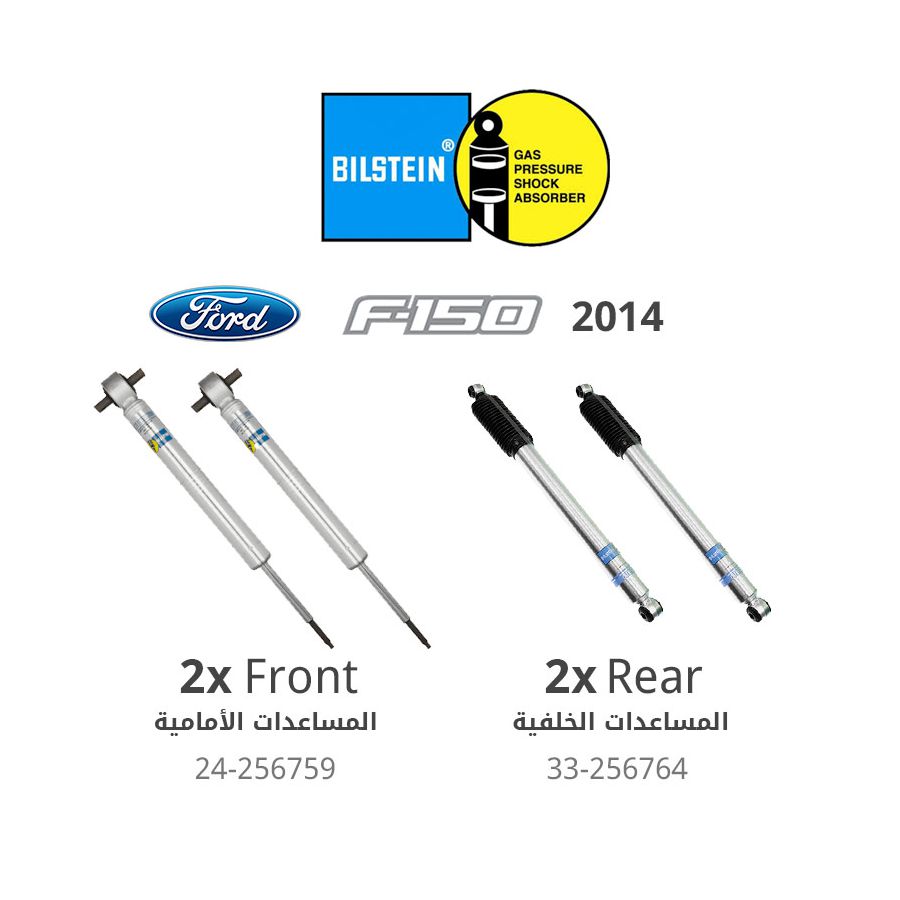 BILSTEIN®
GAS
PRESSURE
SHOCK
ABSORBER
Ford F-150 2014
2x Front
المساعدات الأمامية
24-256759
2x Rear
المساعدات الخلفية
33-256764